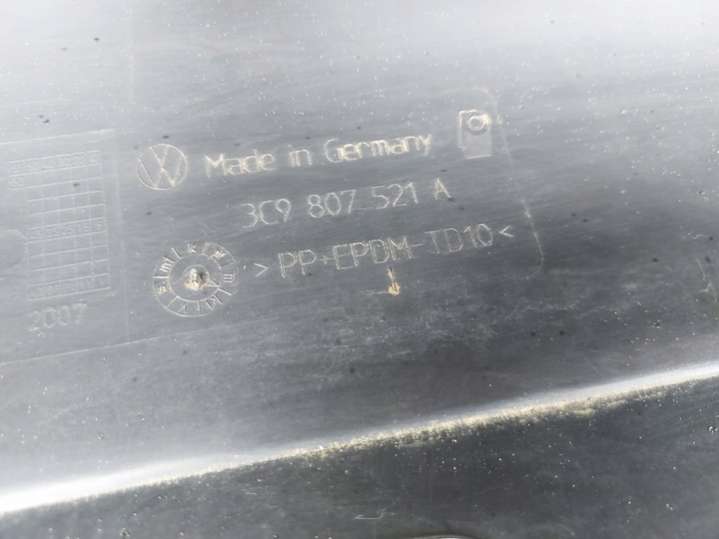 Made in Germany
3C9 807 521 A
>PP+EPDM-TD10<
2007